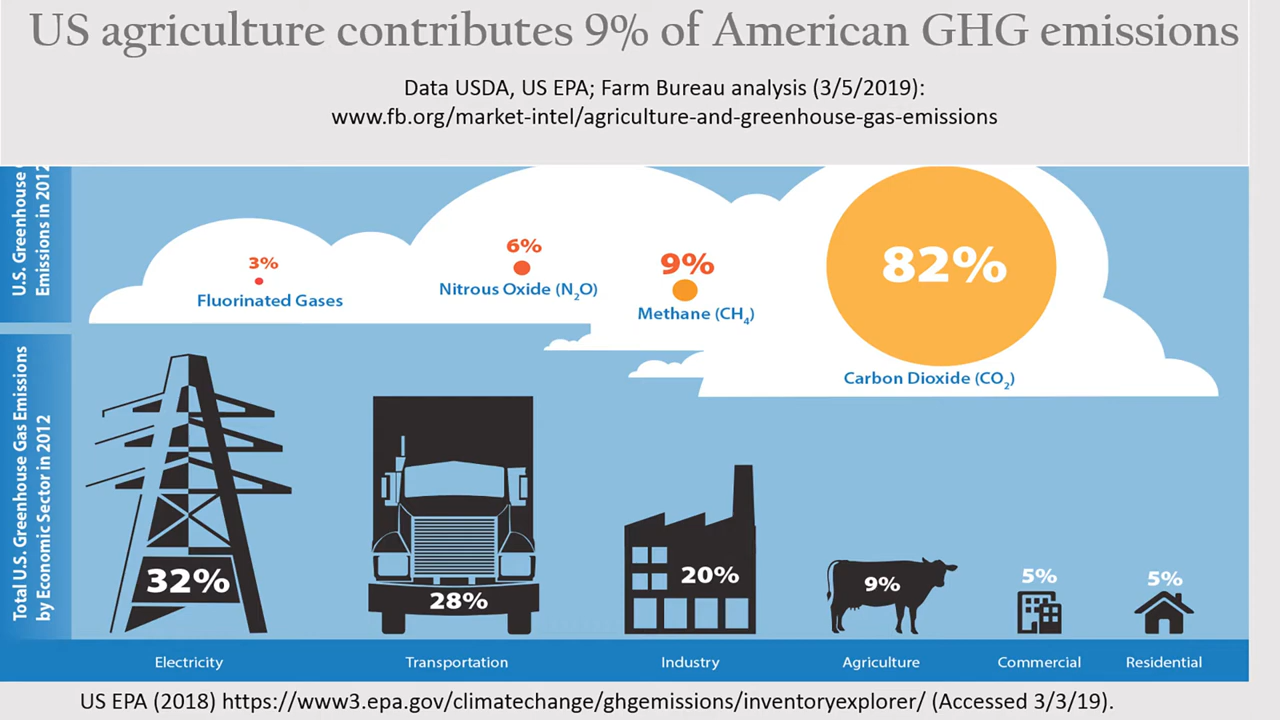 US agriculture contributes 9% of American GHG emissions
Data USDA, US EPA; Farm Bureau analysis (3/5/2019):
www.fb.org/market-intel/agriculture-and-greenhouse-gas-emissions
U.S. Greenhouse
Emissions in 2012
3%
Fluorinated Gases
6%
Nitrous Oxide (N₂O)
9%
Methane (CH₄)
82%
Carbon Dioxide (CO₂)
Total U.S. Greenhouse Gas Emissions
by Economic Sector in 2012
32%
28%
20%
9%
5%
5%
Electricity
Transportation
Industry
Agriculture
Commercial
Residential
US EPA (2018) https://www3.epa.gov/climatechange/ghgemissions/inventoryexplorer/ (Accessed 3/3/19).